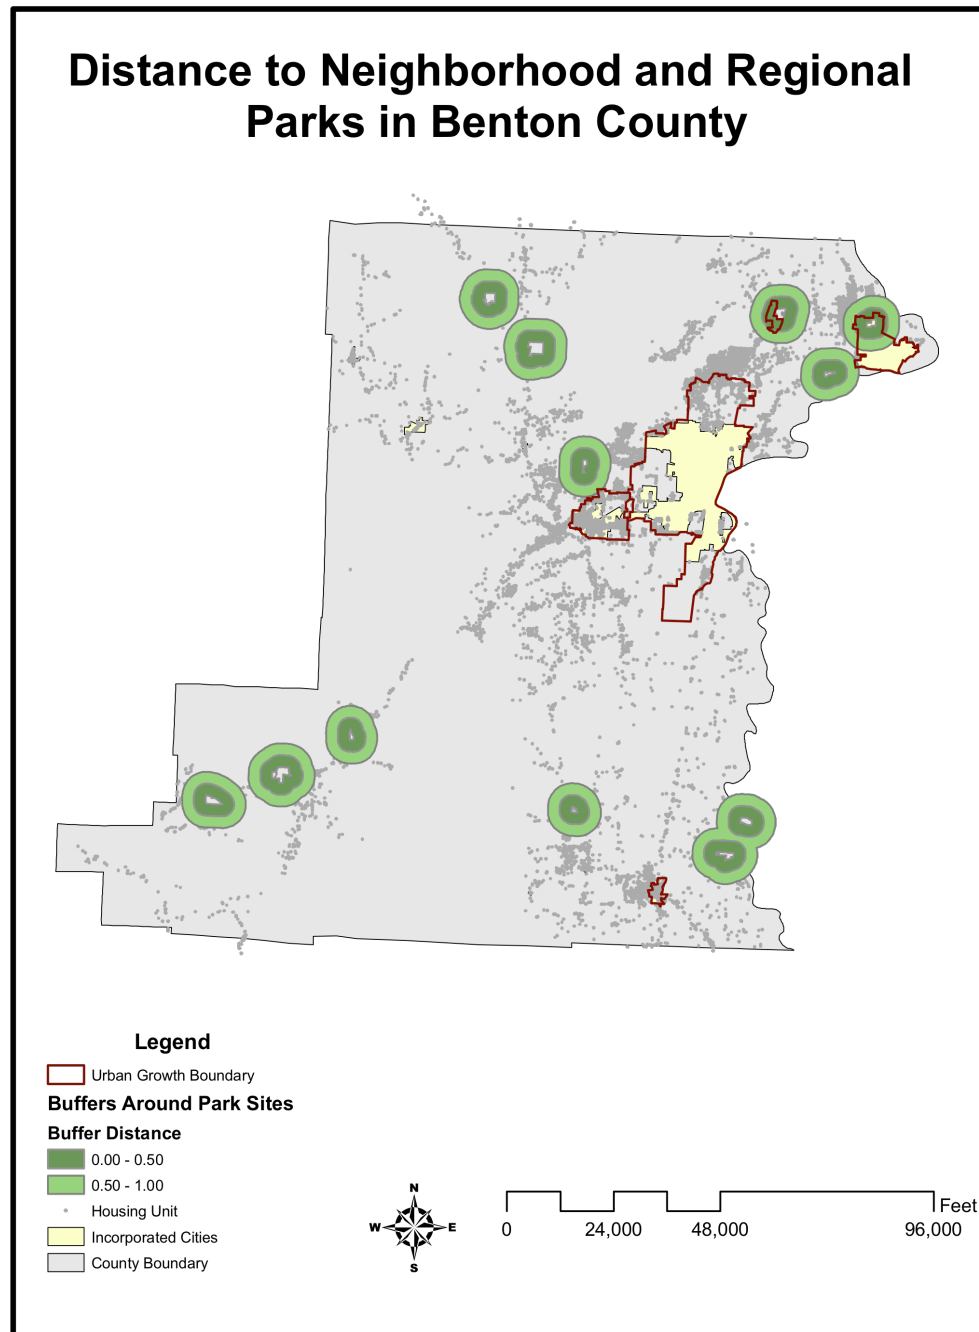 Distance to Neighborhood and Regional
Parks in Benton County
Legend
Urban Growth Boundary
Buffers Around Park Sites
Buffer Distance
0.00 - 0.50
0.50 - 1.00
Housing Unit
Incorporated Cities
County Boundary
N
W E
S
Feet
0 24,000 48,000 96,000